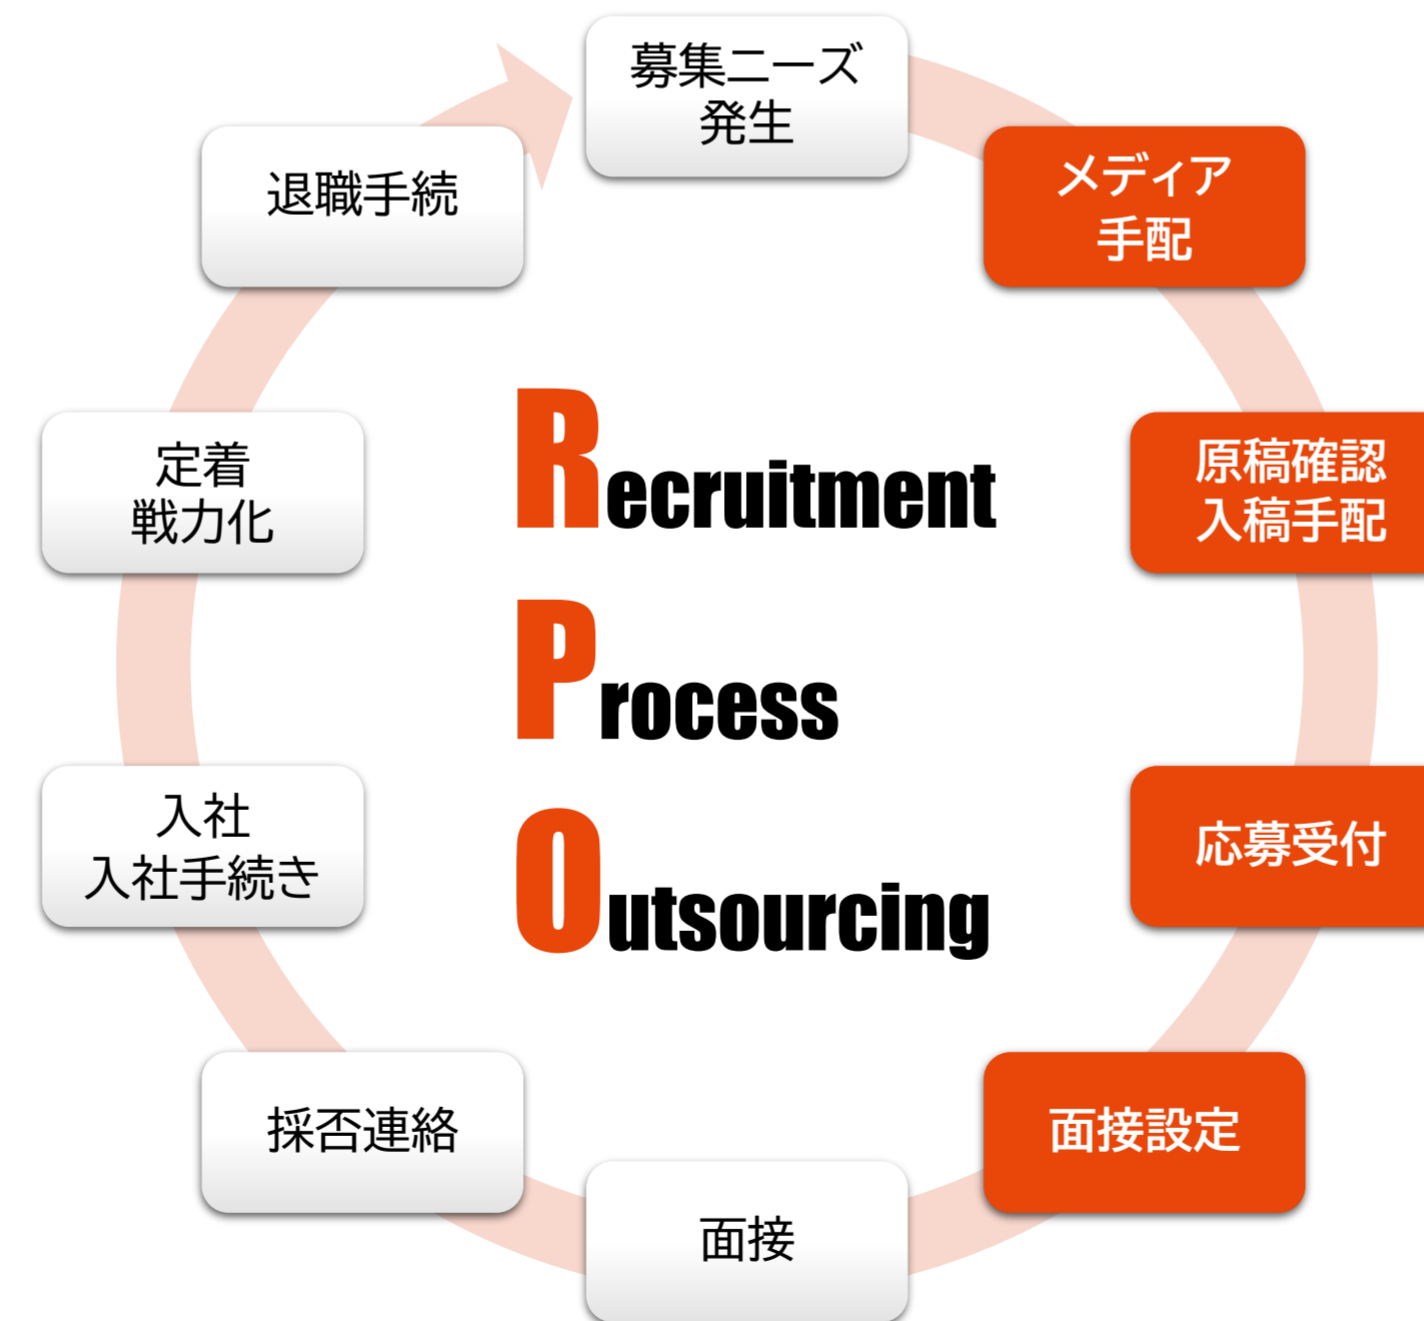 募集ニーズ
発生
メディア
手配
原稿確認
入稿手配
応募受付
面接設定
面接
採否連絡
入社
入社手続き
定着
戦力化
退職手続
Recruitment
Process
Outsourcing